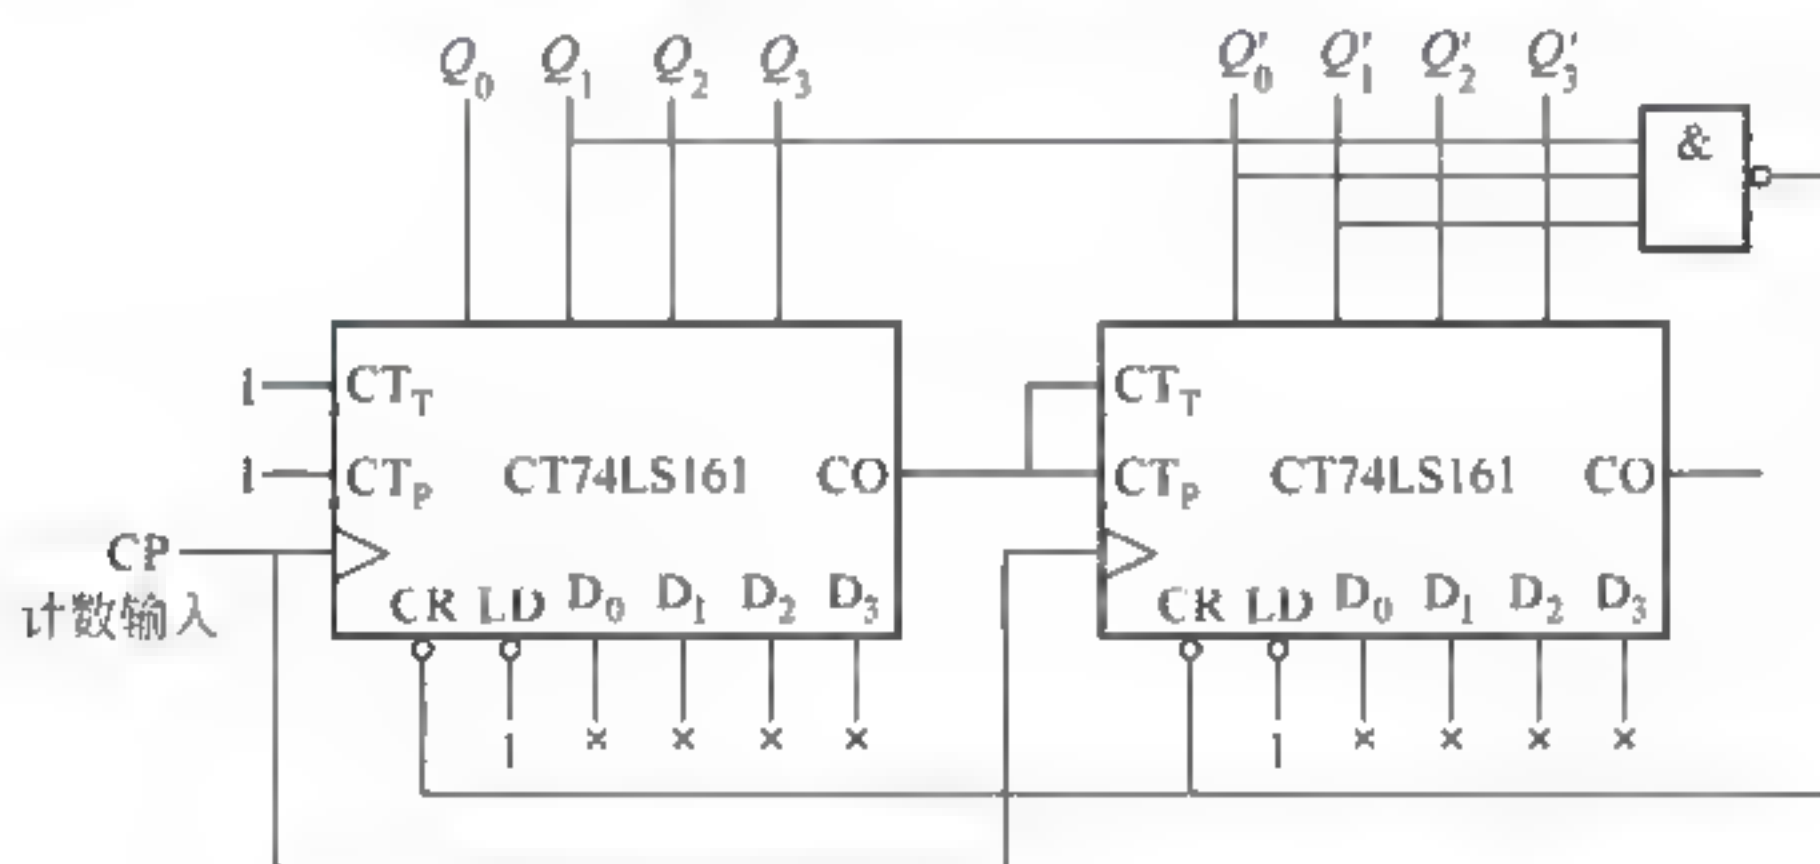 Q0 Q1 Q2 Q3 Q'0 Q'1 Q'2 Q'3
&
1 CTT CTT
1 CTP CT74LS161 CO CTP CT74LS161 CO
CP
CR LD D0 D1 D2 D3 CR LD D0 D1 D2 D3
计数输入
1 × × × × 1 × × × ×